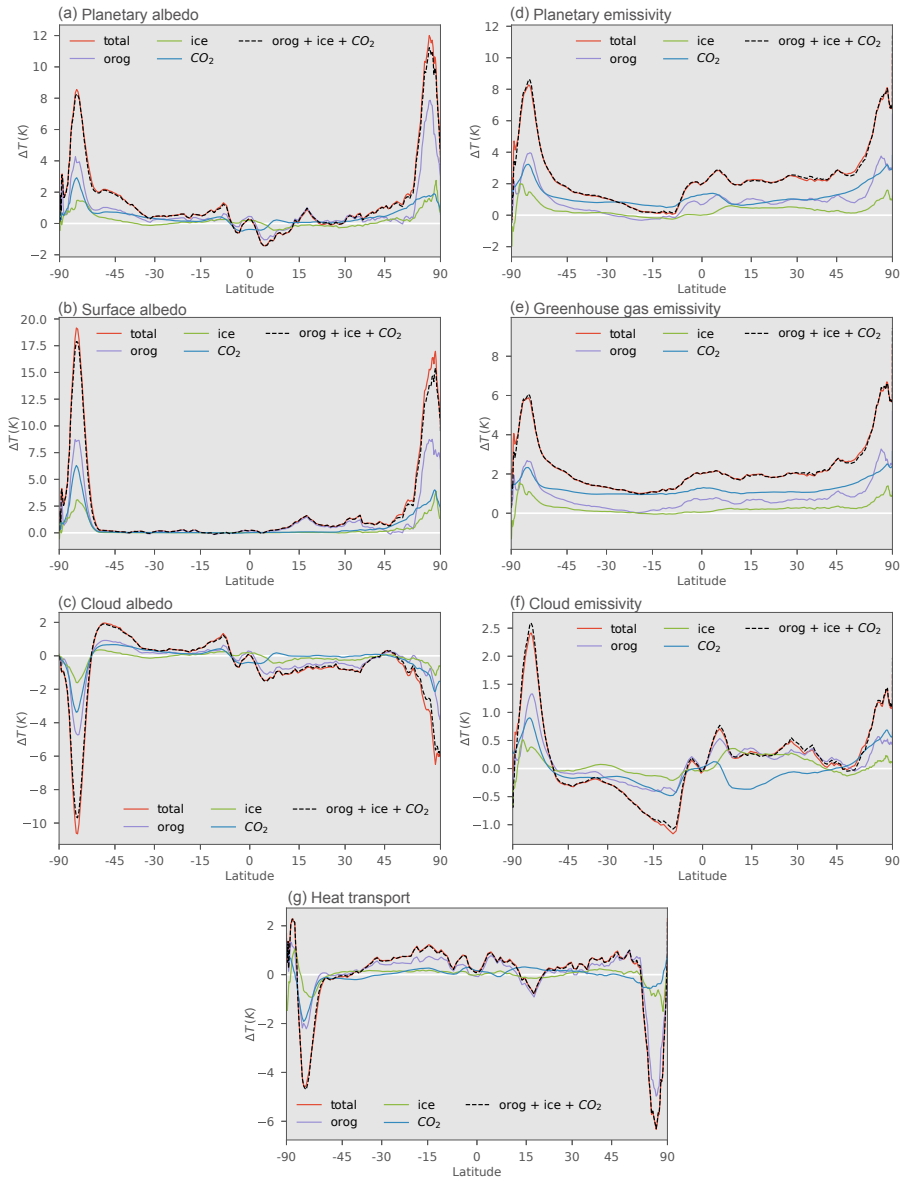 (a) Planetary albedo
total ice orog + ice + CO2
orog CO2
12
10
8
6
4
2
0
−2
ΔT(K)
-90 -45 -30 -15 0 15 30 45 90
Latitude
(d) Planetary emissivity
total ice orog + ice + CO2
orog CO2
10
8
6
4
2
0
−2
ΔT(K)
-90 -45 -30 -15 0 15 30 45 90
Latitude
(b) Surface albedo
total ice orog + ice + CO2
orog CO2
20.0
17.5
15.0
12.5
10.0
7.5
5.0
2.5
0.0
ΔT(K)
-90 -45 -30 -15 0 15 30 45 90
Latitude
(e) Greenhouse gas emissivity
total ice orog + ice + CO2
orog CO2
8
6
4
2
0
ΔT(K)
-90 -45 -30 -15 0 15 30 45 90
Latitude
(c) Cloud albedo
2
0
−2
−4
−6
−8
−10
ΔT(K)
total ice orog + ice + CO2
orog CO2
-90 -45 -30 -15 0 15 30 45 90
Latitude
(f) Cloud emissivity
total ice orog + ice + CO2
orog CO2
2.5
2.0
1.5
1.0
0.5
0.0
−0.5
−1.0
ΔT(K)
-90 -45 -30 -15 0 15 30 45 90
Latitude
(g) Heat transport
2
0
−2
−4
−6
ΔT(K)
total ice orog + ice + CO2
orog CO2
-90 -45 -15 0 15 45 90
Latitude